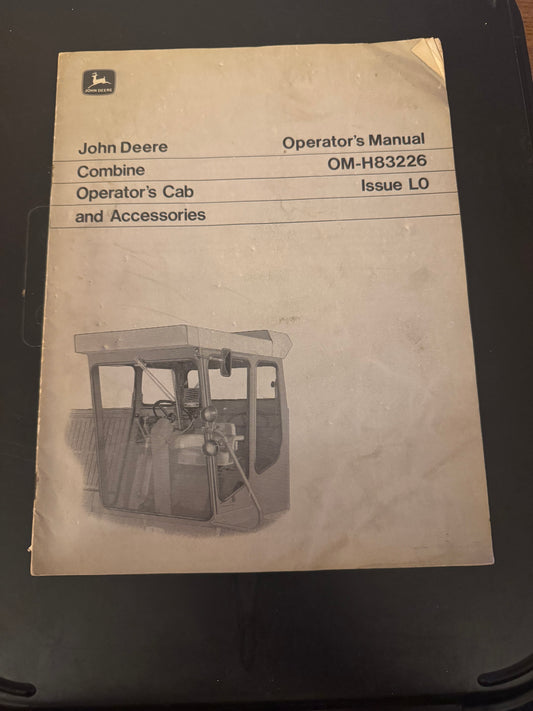 JOHN DEERE
John Deere Operator's Manual
Combine OM-H83226
Operator's Cab Issue L0
and Accessories